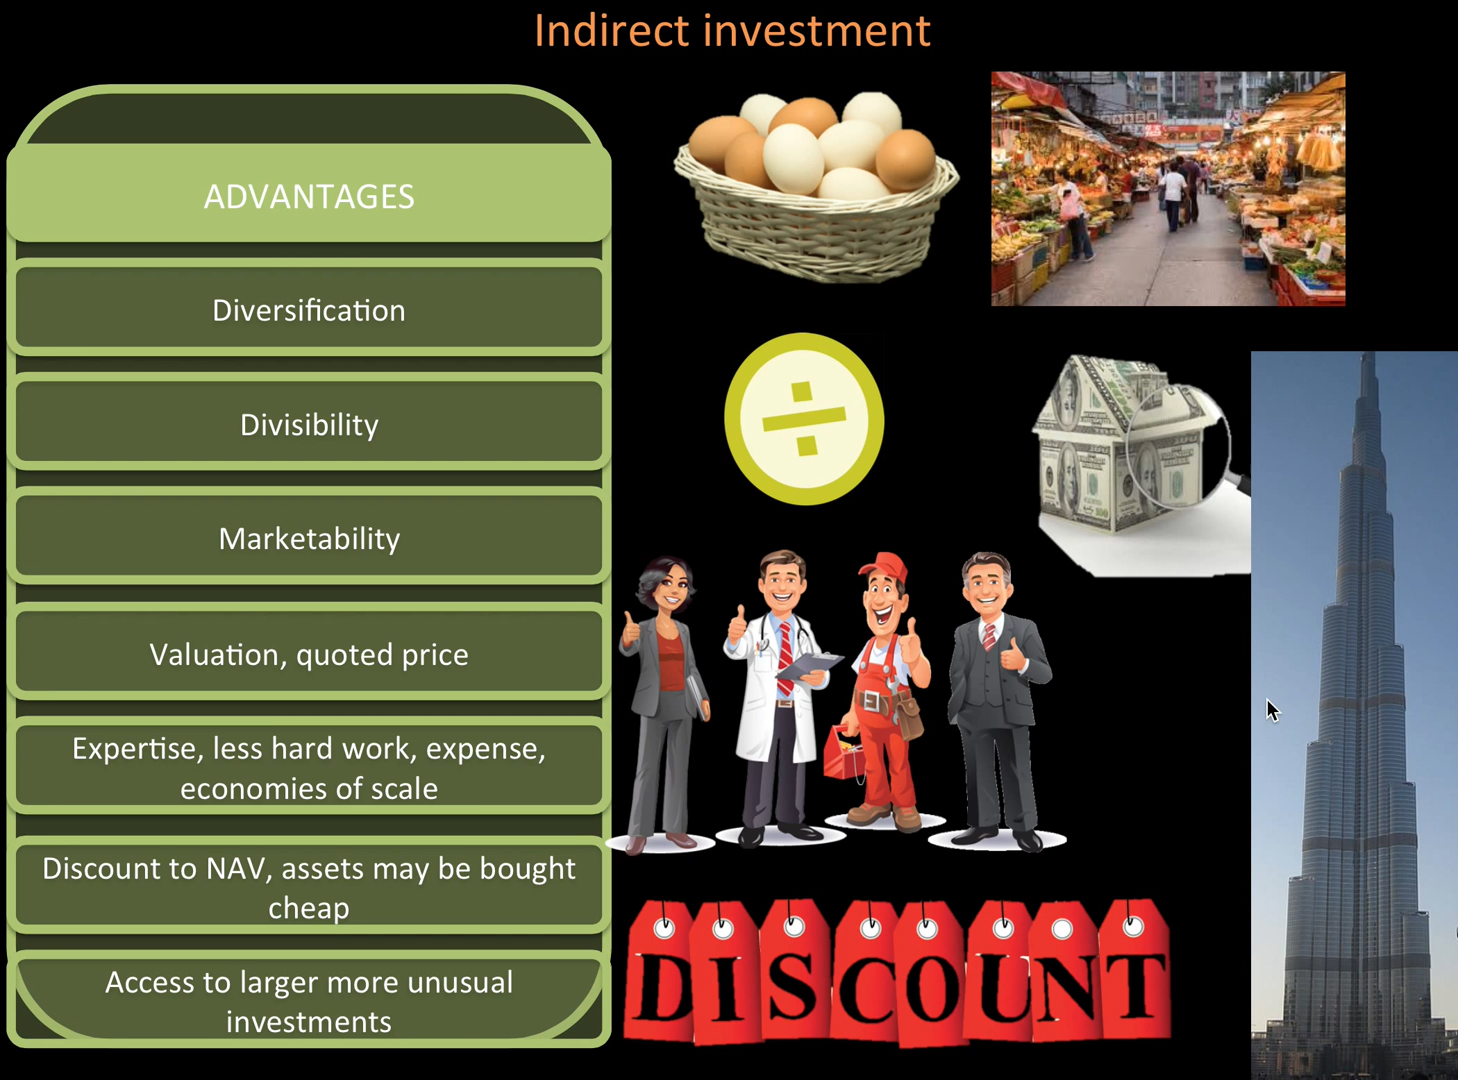 Indirect investment
ADVANTAGES
Diversification
Divisibility
Marketability
Valuation, quoted price
Expertise, less hard work, expense,
economies of scale
Discount to NAV, assets may be bought
cheap
Access to larger more unusual
investments
DISCOUNT